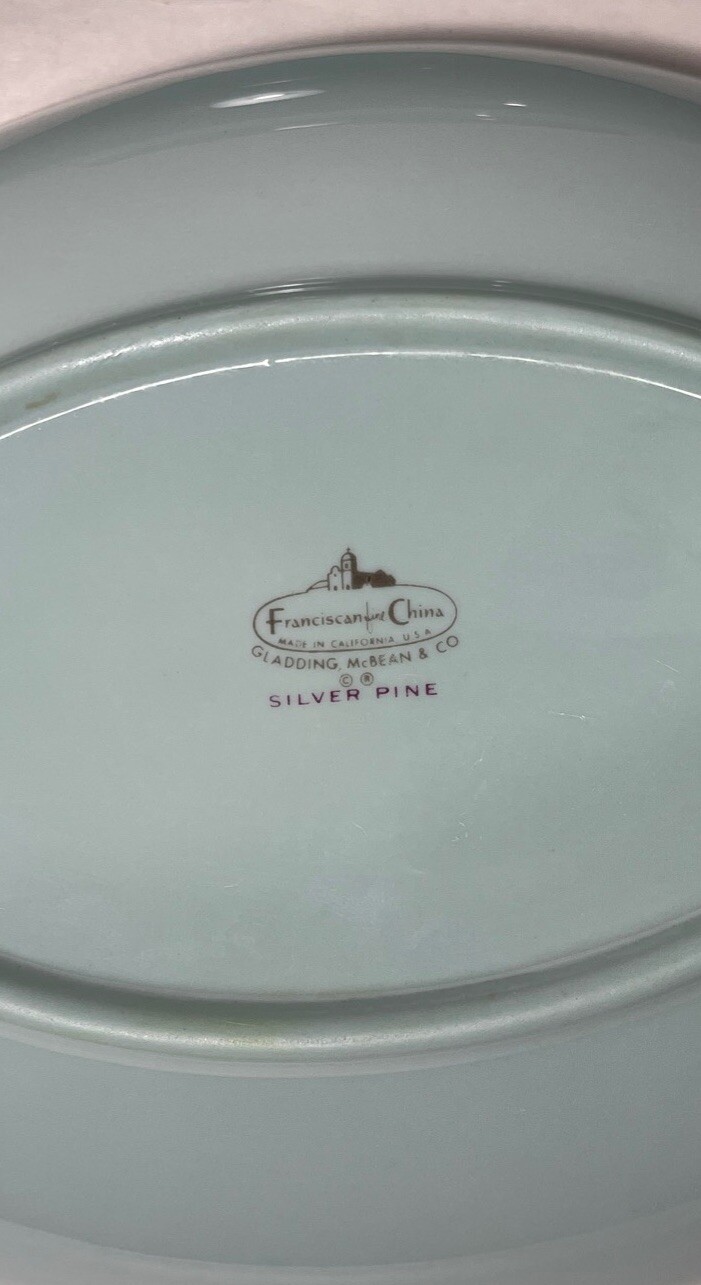 Franciscan fine China
MADE IN CALIFORNIA U.S.A
GLADDING, McBEAN & CO
© ®
SILVER PINE